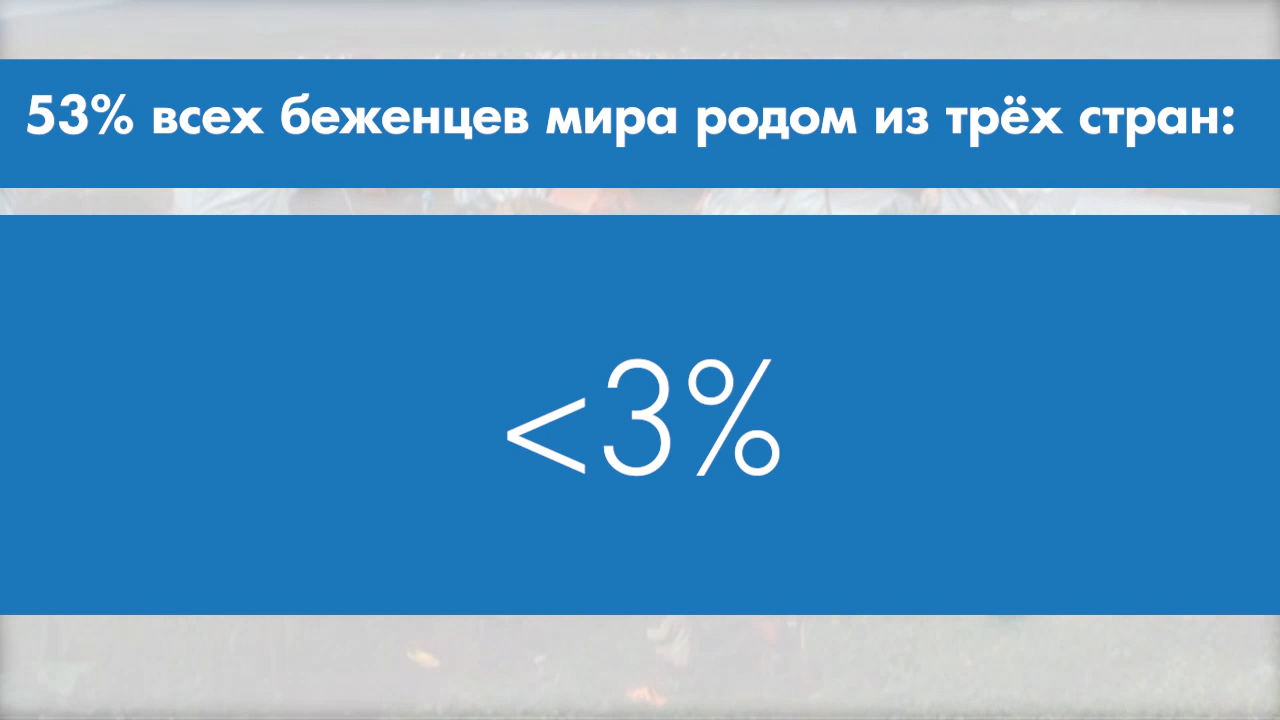 53% всех беженцев мира родом из трёх стран:
<3%